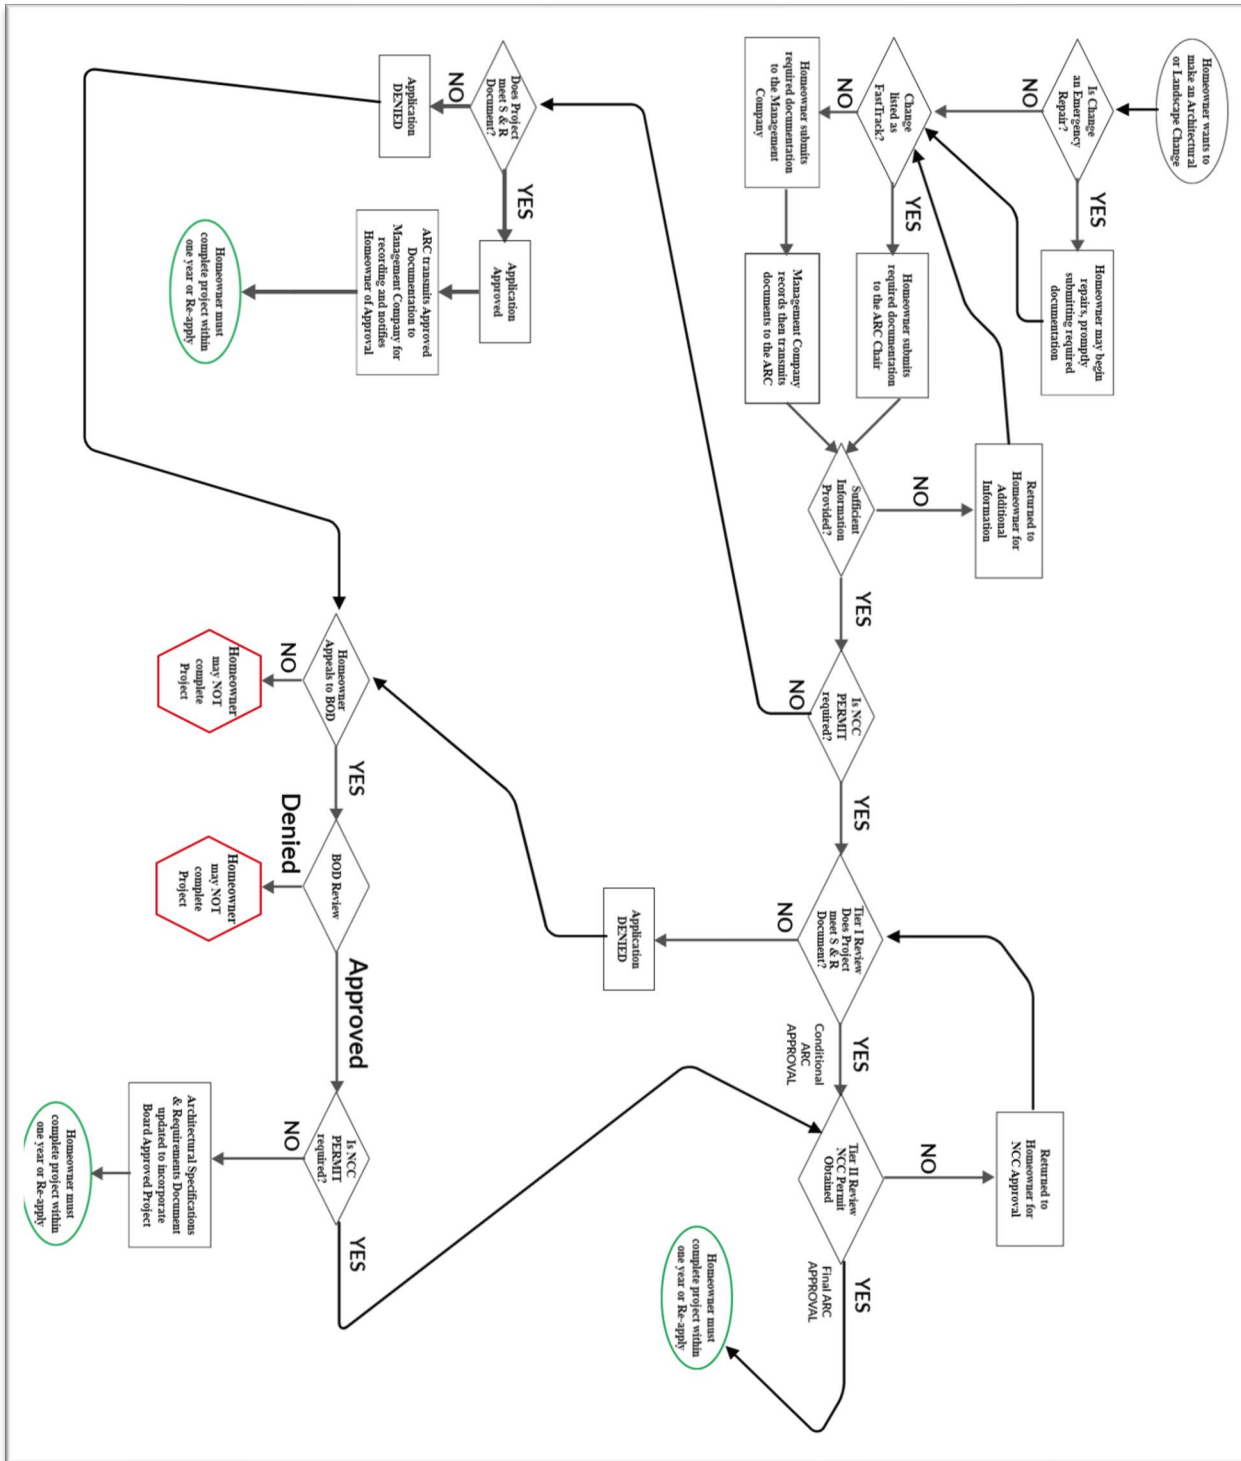 Homeowner wants to
make an Architectural
or Landscape Change
Is Change
an Emergency
Repair?
YES
Homeowner may begin
repairs, promptly
submitting required
documentation
NO
Change
listed as
FastTrack?
YES
Homeowner submits
required documentation
to the ARC Chair
NO
Homeowner submits
required documentation
to the Management
Company
Management Company
records then transmits
documents to the ARC
Sufficient
Information
Provided?
NO
Returned to
Homeowner for
Additional
Information
YES
Is NCC
PERMIT
required?
NO
YES
Tier I Review
Does Project
meet S & R
Document?
NO
Application
DENIED
YES
Conditional
ARC
APPROVAL
Tier II Review
NCC Permit
Obtained
NO
Returned to
Homeowner for
NCC Approval
YES
Final ARC
APPROVAL
Homeowner must
complete project within
one year or Re-apply
Does Project
meet S & R
Document?
YES
Application
Approved
ARC transmits Approved
Documentation to
Management Company for
recording and notifies
Homeowner of Approval
Homeowner must
complete project within
one year or Re-apply
NO
Application
DENIED
Homeowner
Appeals to BOD
NO
Homeowner
may NOT
complete
Project
YES
BOD Review
Denied
Homeowner
may NOT
complete
Project
Approved
Is NCC
PERMIT
required?
YES
NO
Architectural Specifications
& Requirements Document
updated to incorporate
Board Approved Project
Homeowner must
complete project within
one year or Re-apply